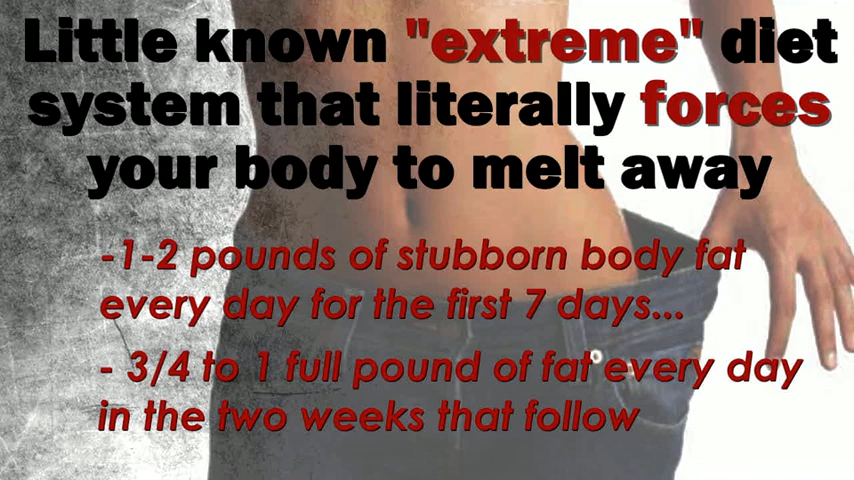 Little known "extreme" diet
system that literally forces
your body to melt away
-1-2 pounds of stubborn body fat
every day for the first 7 days...
- 3/4 to 1 full pound of fat every day
in the two weeks that follow